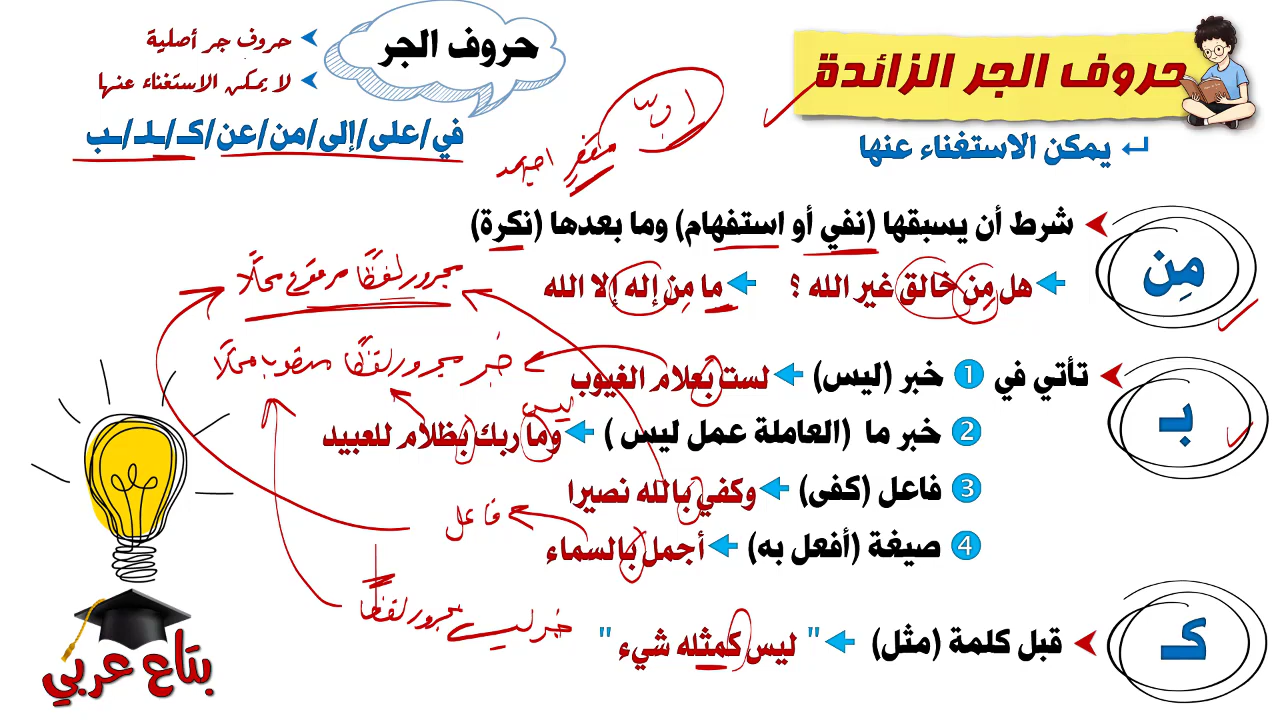 حروف الجر الزائدة
يمكن الاستغناء عنها
حروف الجر
حروف جر أصلية
لا يمكن الاستغناء عنها
في/على/إلى/من/عن/كـ/لـ/بـ
شرط أن يسبقها (نفي أو استفهام) وما بعدها (نكرة)
مِن
هل مِن خالق غير الله ؟
ما مِن إله إلا الله
مجرور لفظًا مرفوع محلًا
بـ
تأتي في
1 خبر (ليس)
لست بعلام الغيوب
خبر مجرور لفظًا منصوب محلًا
2 خبر ما (العاملة عمل ليس )
ليس
وما ربك بظلام للعبيد
3 فاعل (كفى)
وكفي بالله نصيرا
فاعل
4 صيغة (أفعل به)
أجمل بالسماء
كـ
قبل كلمة (مثل)
" ليس كمثله شيء "
خبر ليس مجرور لفظًا
بتاع عربي